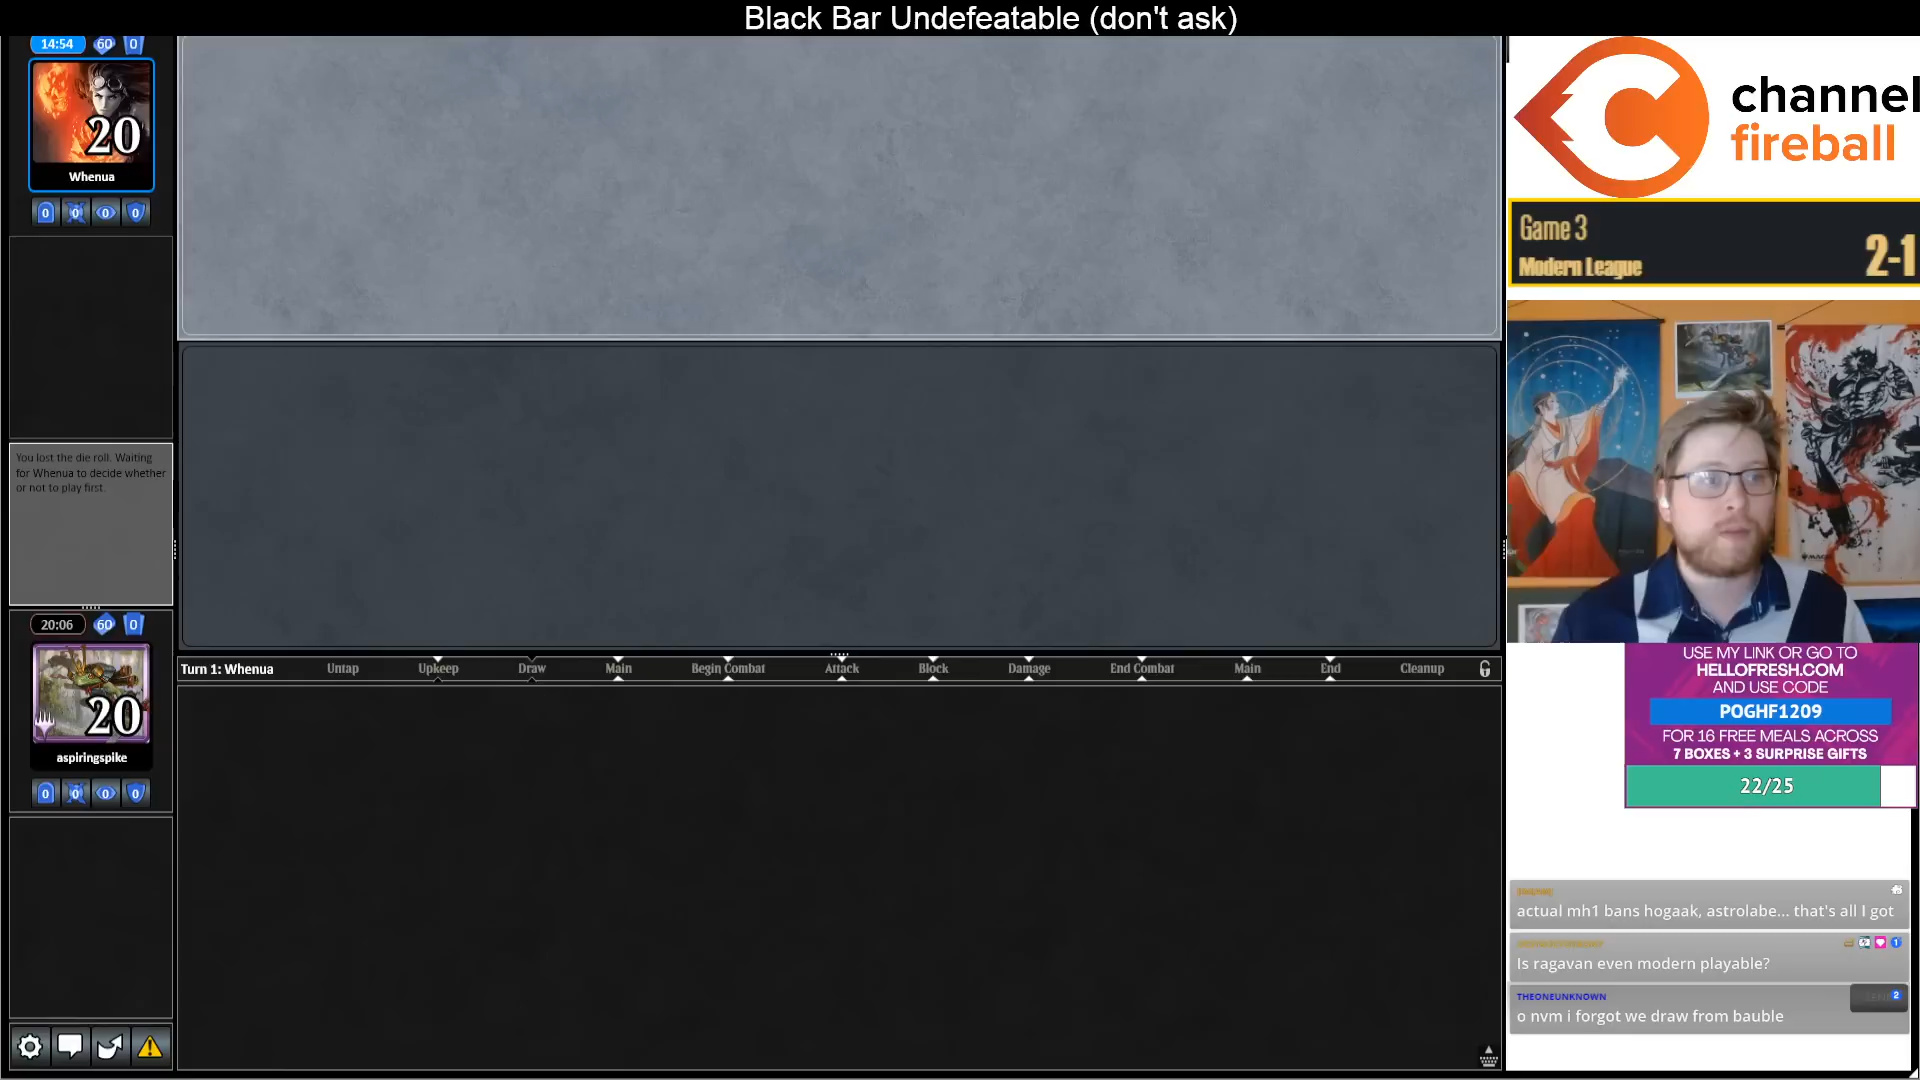 Black Bar Undefeatable (don't ask)
14:54
60
0
20
Whenua
0
0
0
0
You lost the die roll. Waiting
for Whenua to decide whether
or not to play first.
20:06
60
0
20
aspiringspike
0
0
0
0
Turn 1: Whenua
Untap
Upkeep
Draw
Main
Begin Combat
Attack
Block
Damage
End Combat
Main
End
Cleanup
channel
fireball
Game 3
2-1
Modern League
USE MY LINK OR GO TO
HELLOFRESH.COM
AND USE CODE
POGHF1209
FOR 16 FREE MEALS ACROSS
7 BOXES + 3 SURPRISE GIFTS
22/25
actual mh1 bans hogaak, astrolabe... that's all I got
1
Is ragavan even modern playable?
THEONEUNKNOWN
2
o nvm i forgot we draw from bauble